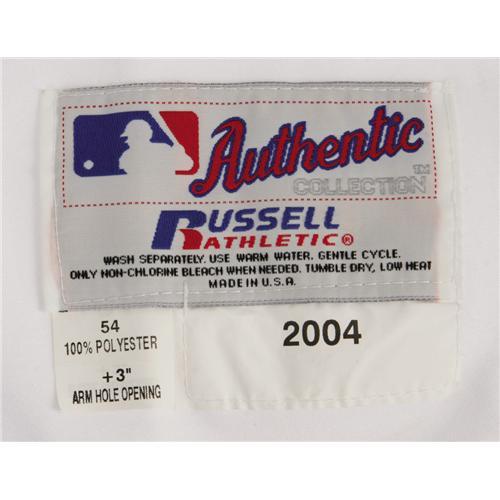 Authentic
COLLECTION™
RUSSELL
ATHLETIC®
WASH SEPARATELY. USE WARM WATER. GENTLE CYCLE.
ONLY NON-CHLORINE BLEACH WHEN NEEDED. TUMBLE DRY, LOW HEAT
MADE IN U.S.A.
54
100% POLYESTER
+3"
ARM HOLE OPENING
2004